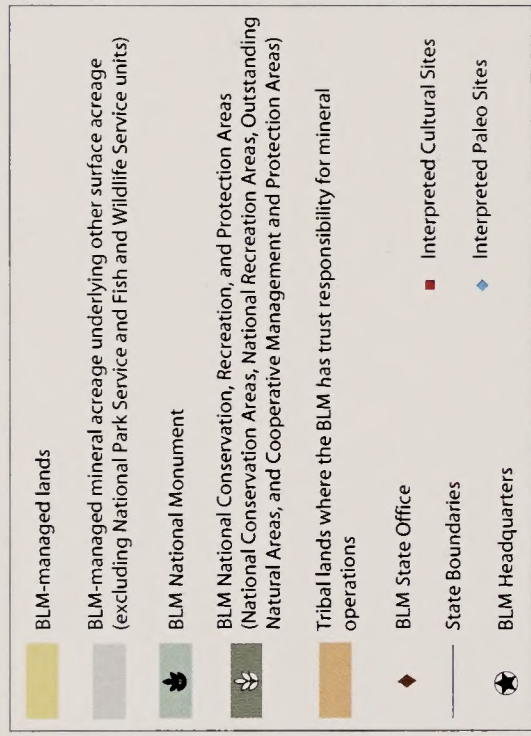 BLM-managed lands
BLM-managed mineral acreage underlying other surface acreage
(excluding National Park Service and Fish and Wildlife Service units)
BLM National Monument
BLM National Conservation, Recreation, and Protection Areas
(National Conservation Areas, National Recreation Areas, Outstanding
Natural Areas, and Cooperative Management and Protection Areas)
Tribal lands where the BLM has trust responsibility for mineral
operations
BLM State Office
State Boundaries
BLM Headquarters
Interpreted Cultural Sites
Interpreted Paleo Sites